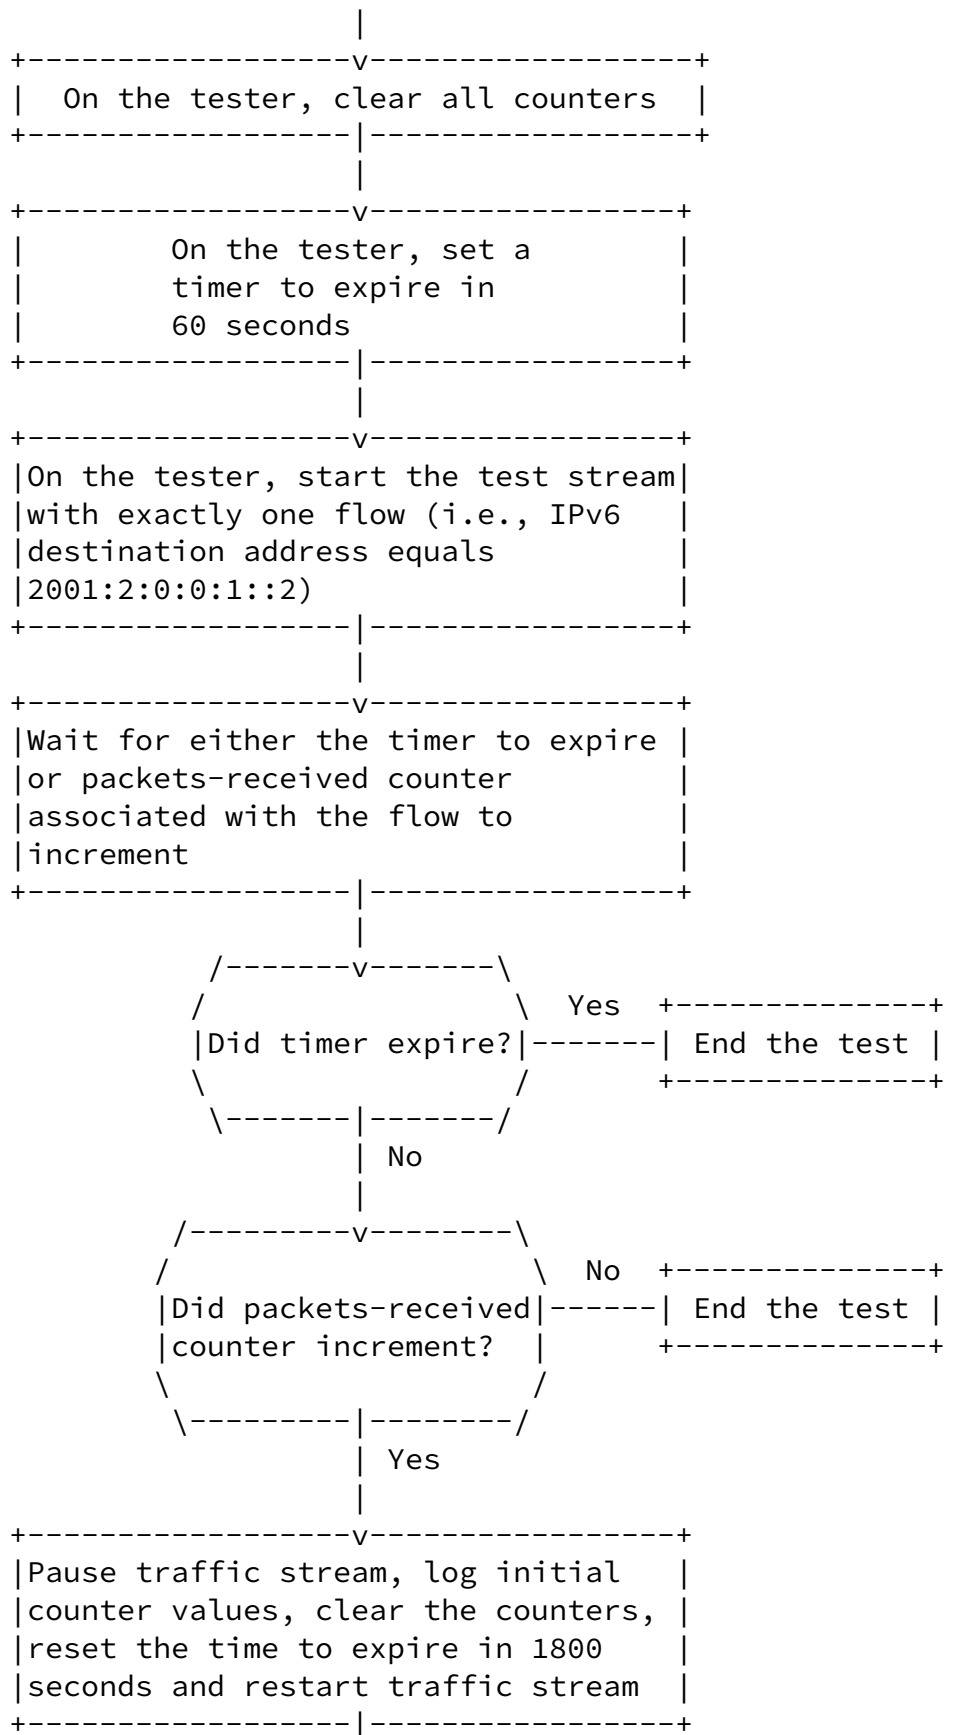 On the tester, clear all counters
On the tester, set a
timer to expire in
60 seconds
On the tester, start the test stream
with exactly one flow (i.e., IPv6
destination address equals
2001:2:0:0:1::2)
Wait for either the timer to expire
or packets-received counter
associated with the flow to
increment
Yes
Did timer expire?
End the test
No
No
Did packets-received
End the test
counter increment?
Yes
Pause traffic stream, log initial
counter values, clear the counters,
reset the time to expire in 1800
seconds and restart traffic stream